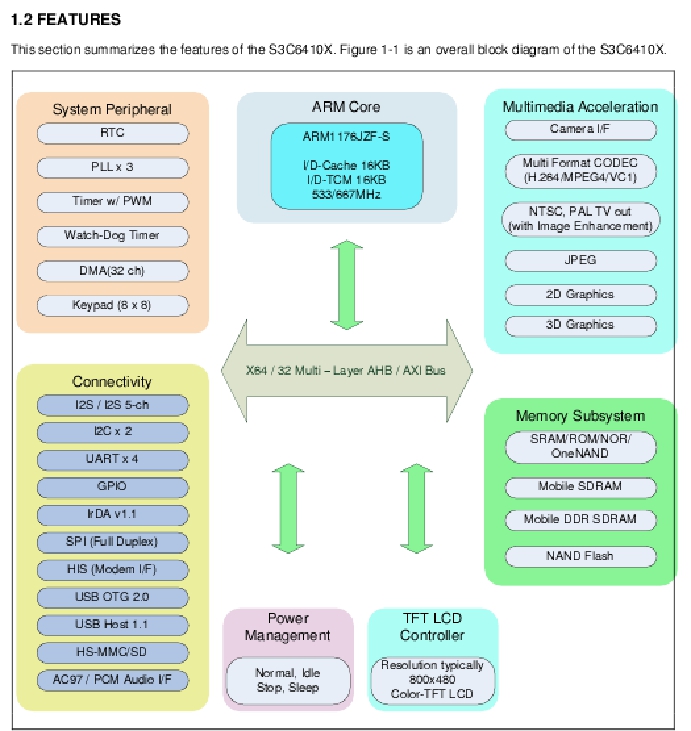 1.2 FEATURES
This section summarizes the features of the S3C6410X. Figure 1-1 is an overall block diagram of the S3C6410X.
System Peripheral
RTC
PLL x 3
Timer w/ PWM
Watch-Dog Timer
DMA(32 ch)
Keypad (8 x 8)
ARM Core
ARM1176JZF-S
I/D-Cache 16KB
I/D-TCM 16KB
533/667MHz
Multimedia Acceleration
Camera I/F
Multi Format CODEC
(H.264/MPEG4/VC1)
NTSC, PAL TV out
(with Image Enhancement)
JPEG
2D Graphics
3D Graphics
X64 / 32 Multi – Layer AHB / AXI Bus
Connectivity
I2S / I2S 5-ch
I2C x 2
UART x 4
GPIO
IrDA v1.1
SPI (Full Duplex)
HIS (Modem I/F)
USB OTG 2.0
USB Host 1.1
HS-MMC/SD
AC97 / PCM Audio I/F
Memory Subsystem
SRAM/ROM/NOR/
OneNAND
Mobile SDRAM
Mobile DDR SDRAM
NAND Flash
Power
Management
Normal, Idle
Stop, Sleep
TFT LCD
Controller
Resolution typically
800x480
Color-TFT LCD